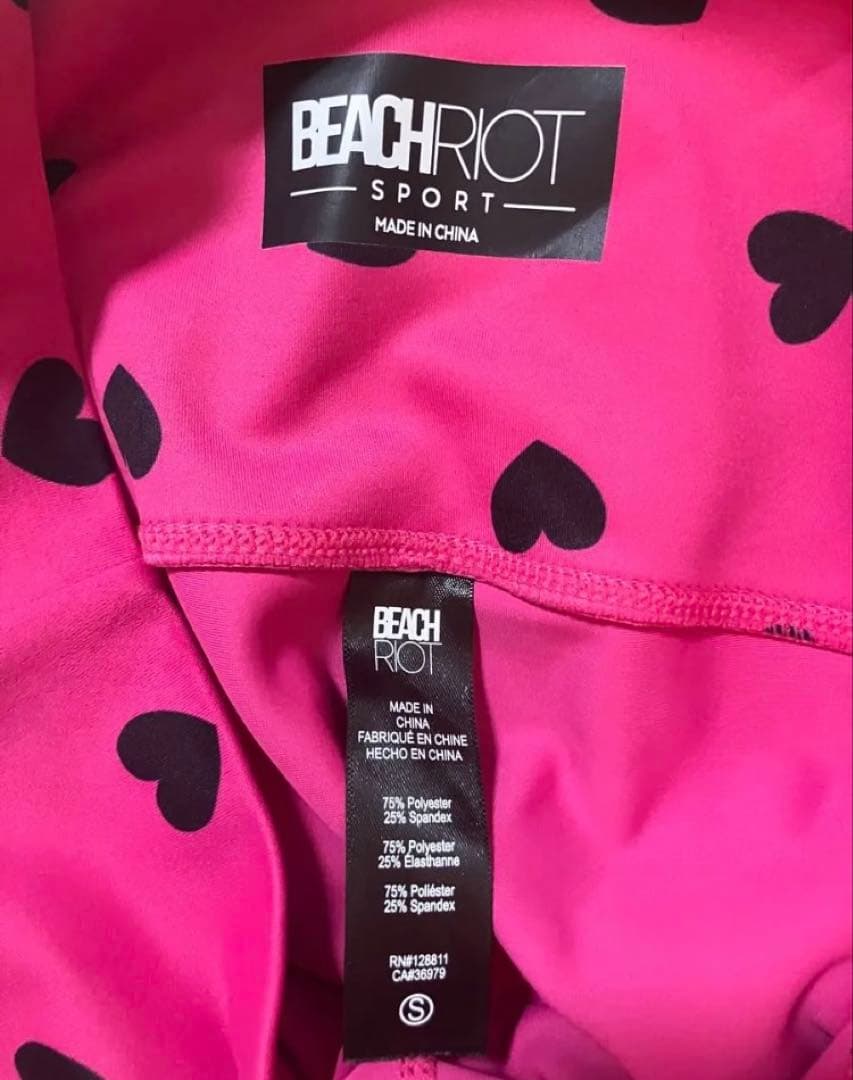 BEACHRIOT
SPORT
MADE IN CHINA
BEACH
RIOT
MADE IN
CHINA
FABRIQUÉ EN CHINE
HECHO EN CHINA
75% Polyester
25% Spandex
75% Polyester
25% Élasthanne
75% Poliéster
25% Spandex
RN#128811
CA#36979
S